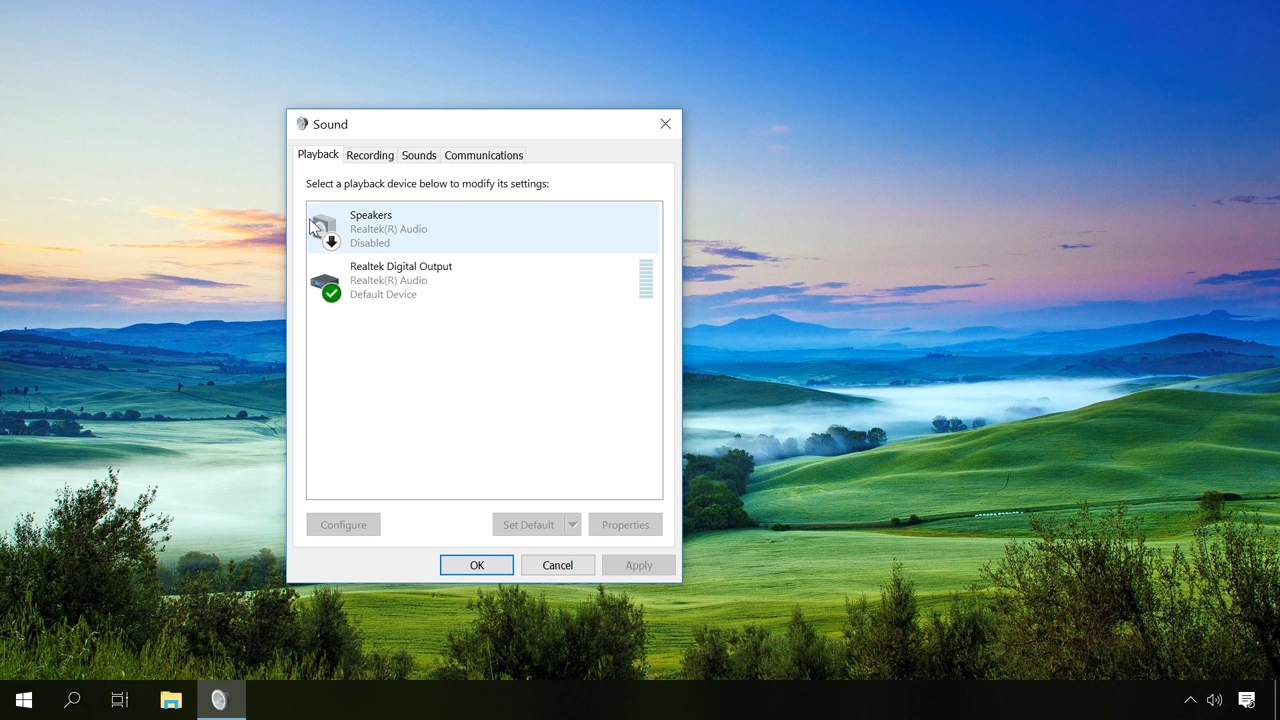 Sound
Playback
Recording
Sounds
Communications
Select a playback device below to modify its settings:
Speakers
Realtek(R) Audio
Disabled
Realtek Digital Output
Realtek(R) Audio
Default Device
Configure
Set Default
Properties
OK
Cancel
Apply